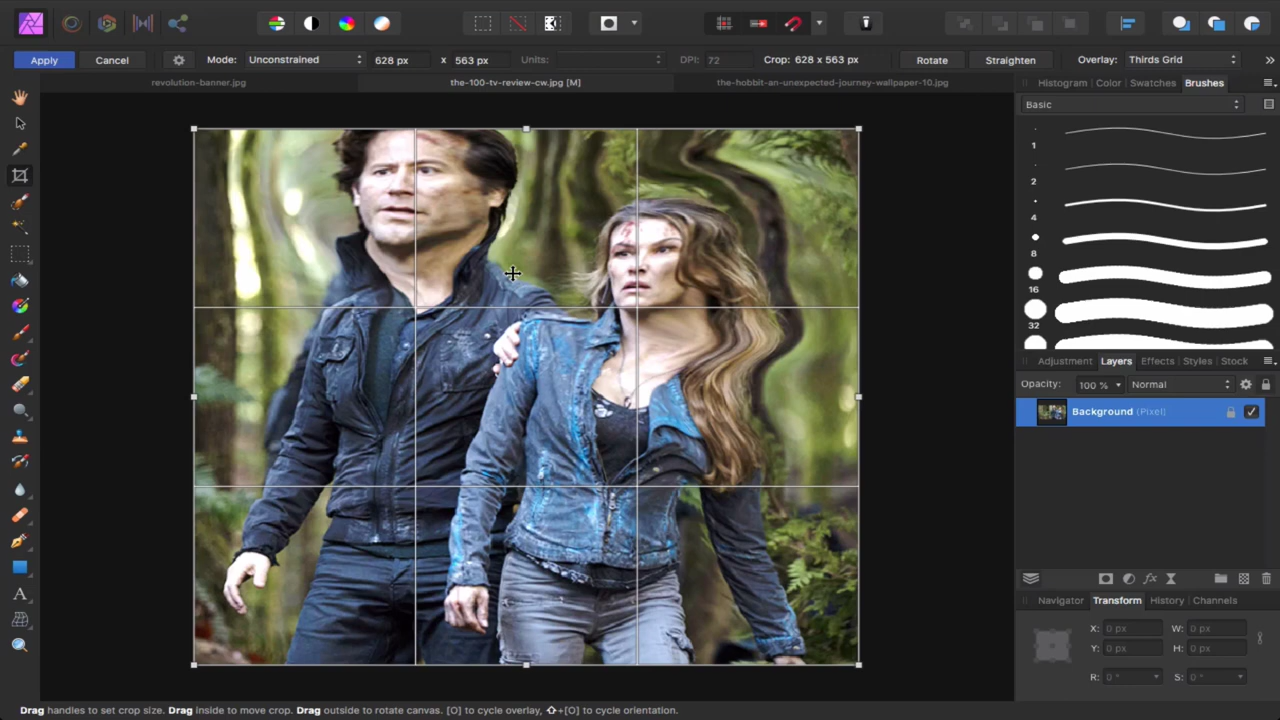 Apply Cancel Mode: Unconstrained 628 px x 563 px Units: DPI: 72 Crop: 628 x 563 px Rotate Straighten Overlay: Thirds Grid
revolution-banner.jpg the-100-tv-review-cw.jpg [M] the-hobbit-an-unexpected-journey-wallpaper-10.jpg
Histogram Color Swatches Brushes
Basic
1
2
4
8
16
32
Adjustment Layers Effects Styles Stock
Opacity: 100 % Normal
Background (Pixel)
Navigator Transform History Channels
X: 0 px W: 0 px
Y: 0 px H: 0 px
R: 0 ° S: 0 °
Drag handles to set crop size. Drag inside to move crop. Drag outside to rotate canvas. [O] to cycle overlay, ⇧+[O] to cycle orientation.